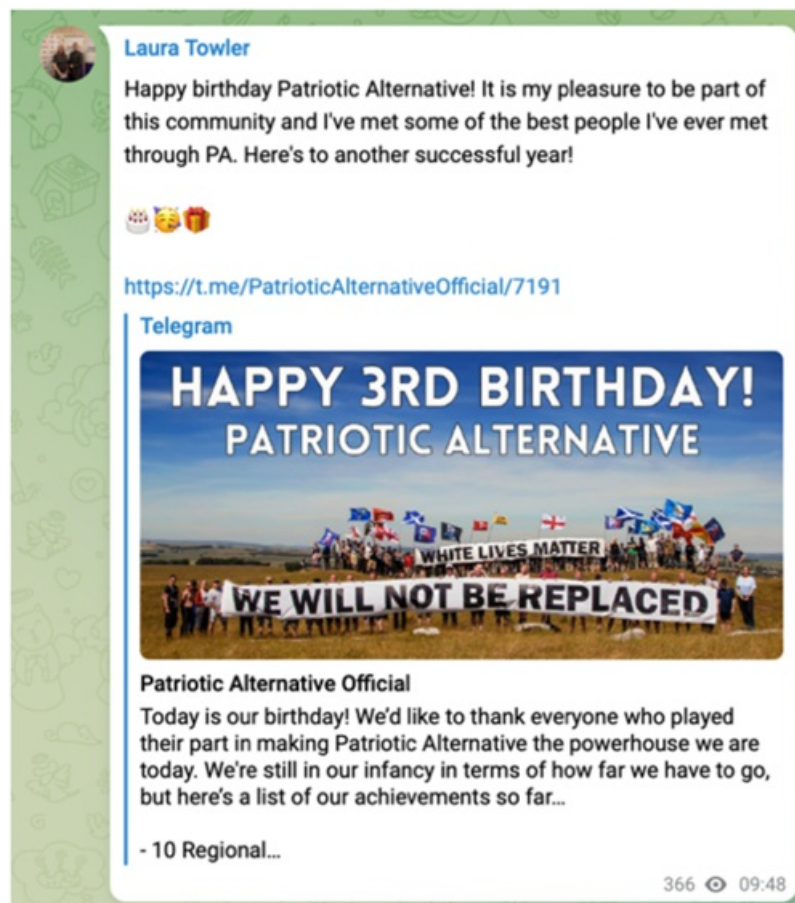 Laura Towler
Happy birthday Patriotic Alternative! It is my pleasure to be part of
this community and I've met some of the best people I've ever met
through PA. Here's to another successful year!
🎂🥳🎁
https://t.me/PatrioticAlternativeOfficial/7191
Telegram
HAPPY 3RD BIRTHDAY!
PATRIOTIC ALTERNATIVE
WHITE LIVES MATTER
WE WILL NOT BE REPLACED
Patriotic Alternative Official
Today is our birthday! We'd like to thank everyone who played
their part in making Patriotic Alternative the powerhouse we are
today. We're still in our infancy in terms of how far we have to go,
but here's a list of our achievements so far...
- 10 Regional...
366 09:48